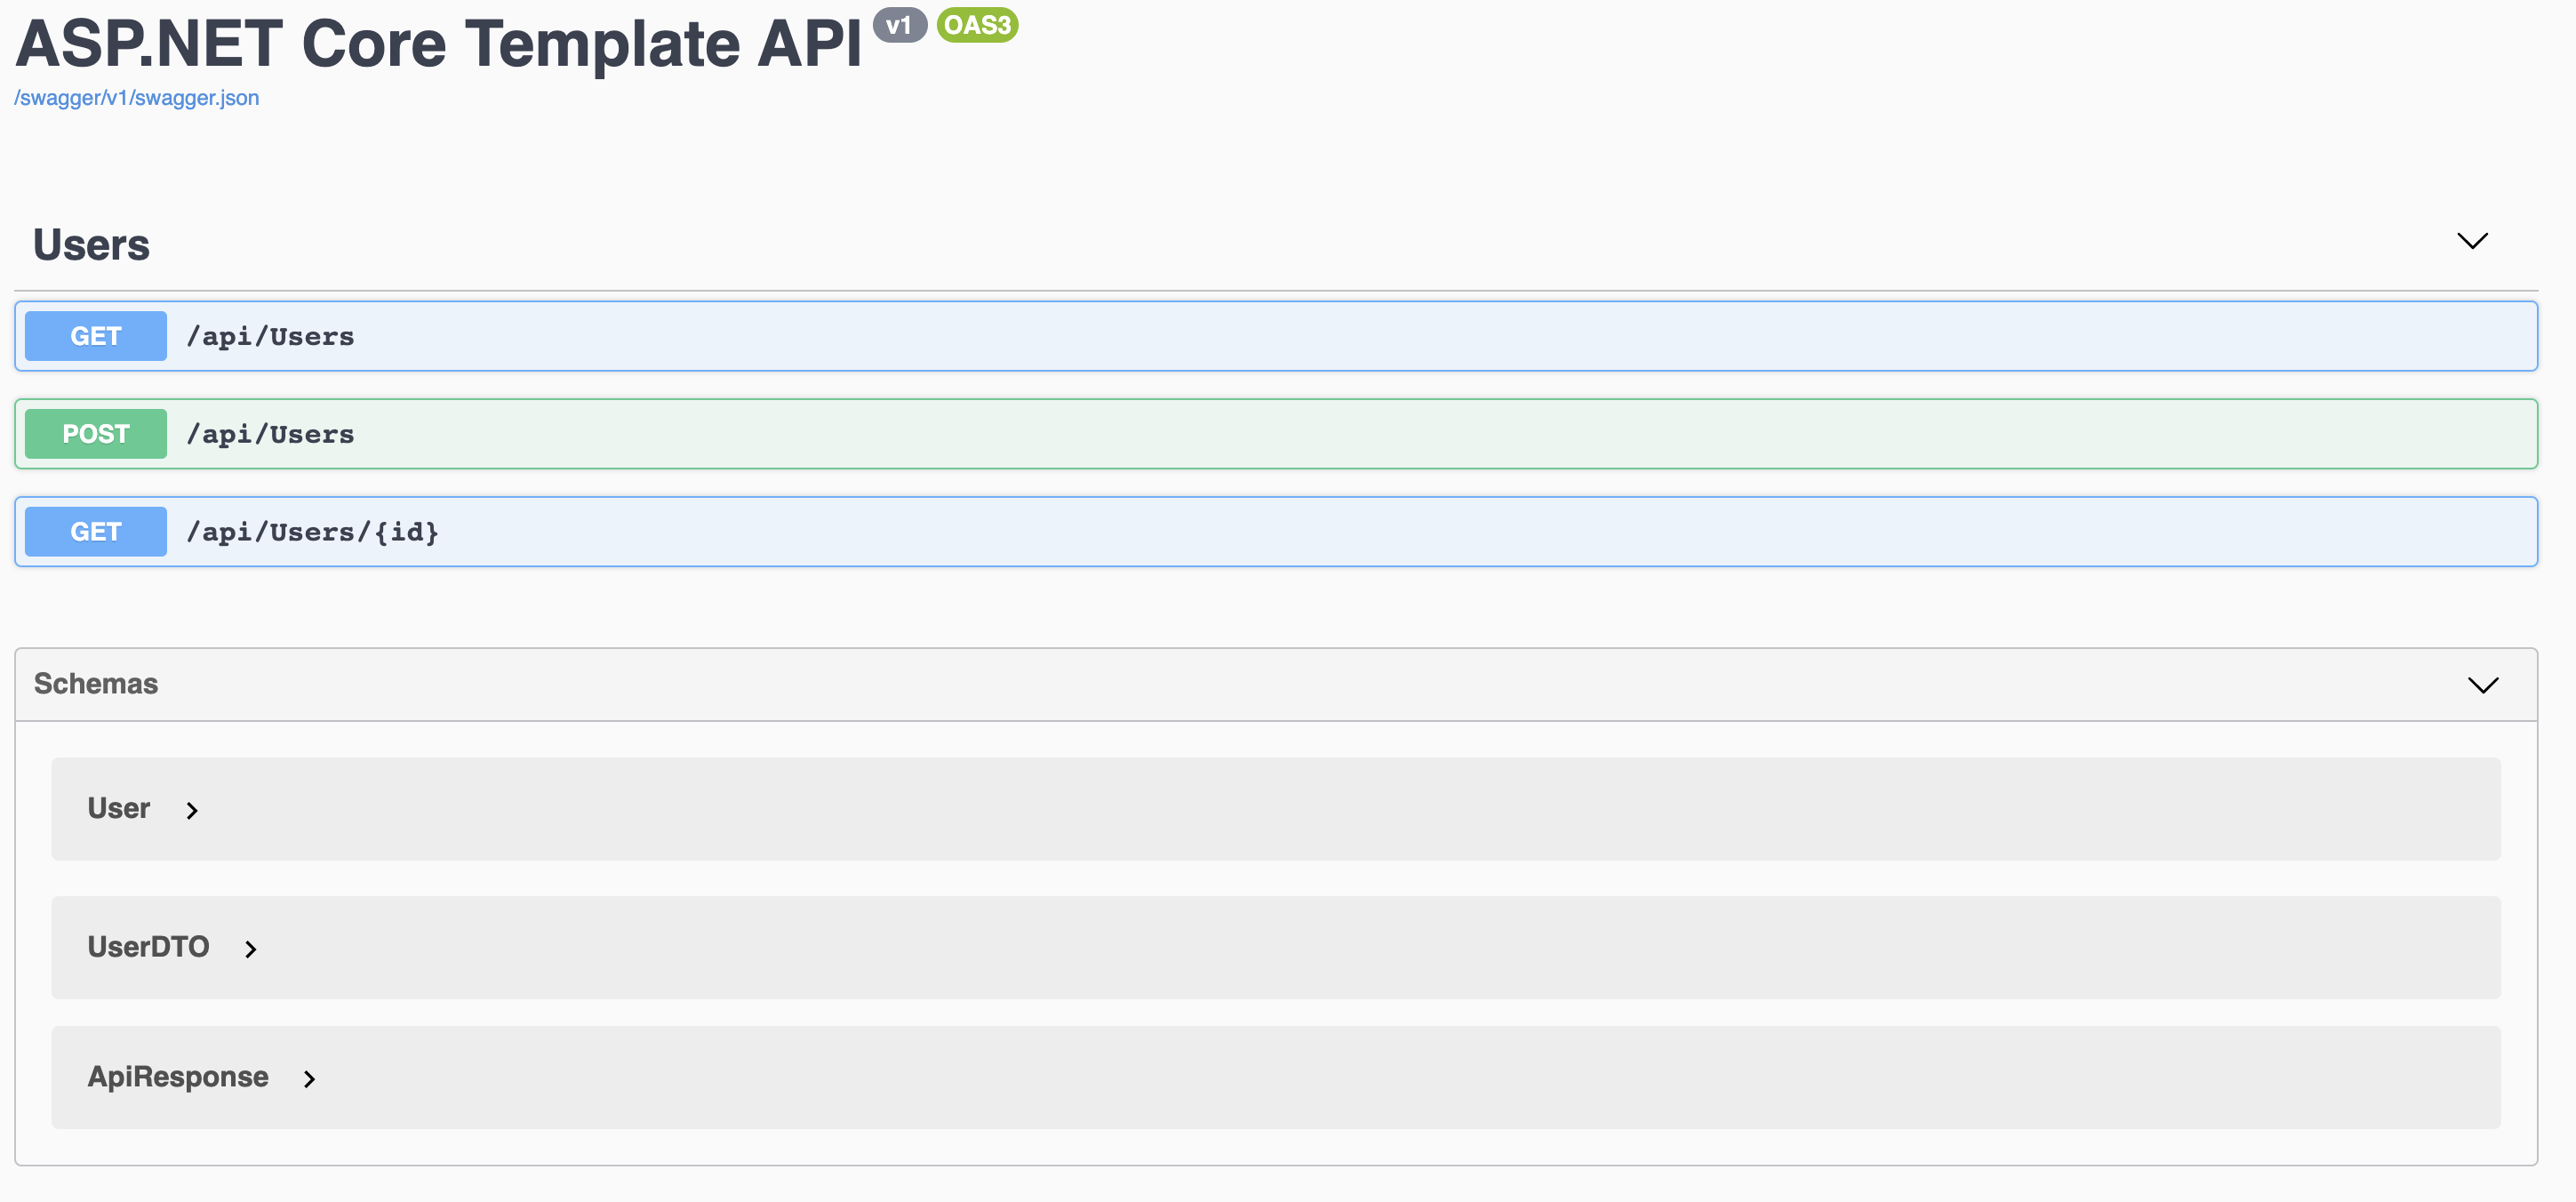 ASP.NET Core Template API v1 OAS3
/swagger/v1/swagger.json
Users
GET /api/Users
POST /api/Users
GET /api/Users/{id}
Schemas
User
UserDTO
ApiResponse